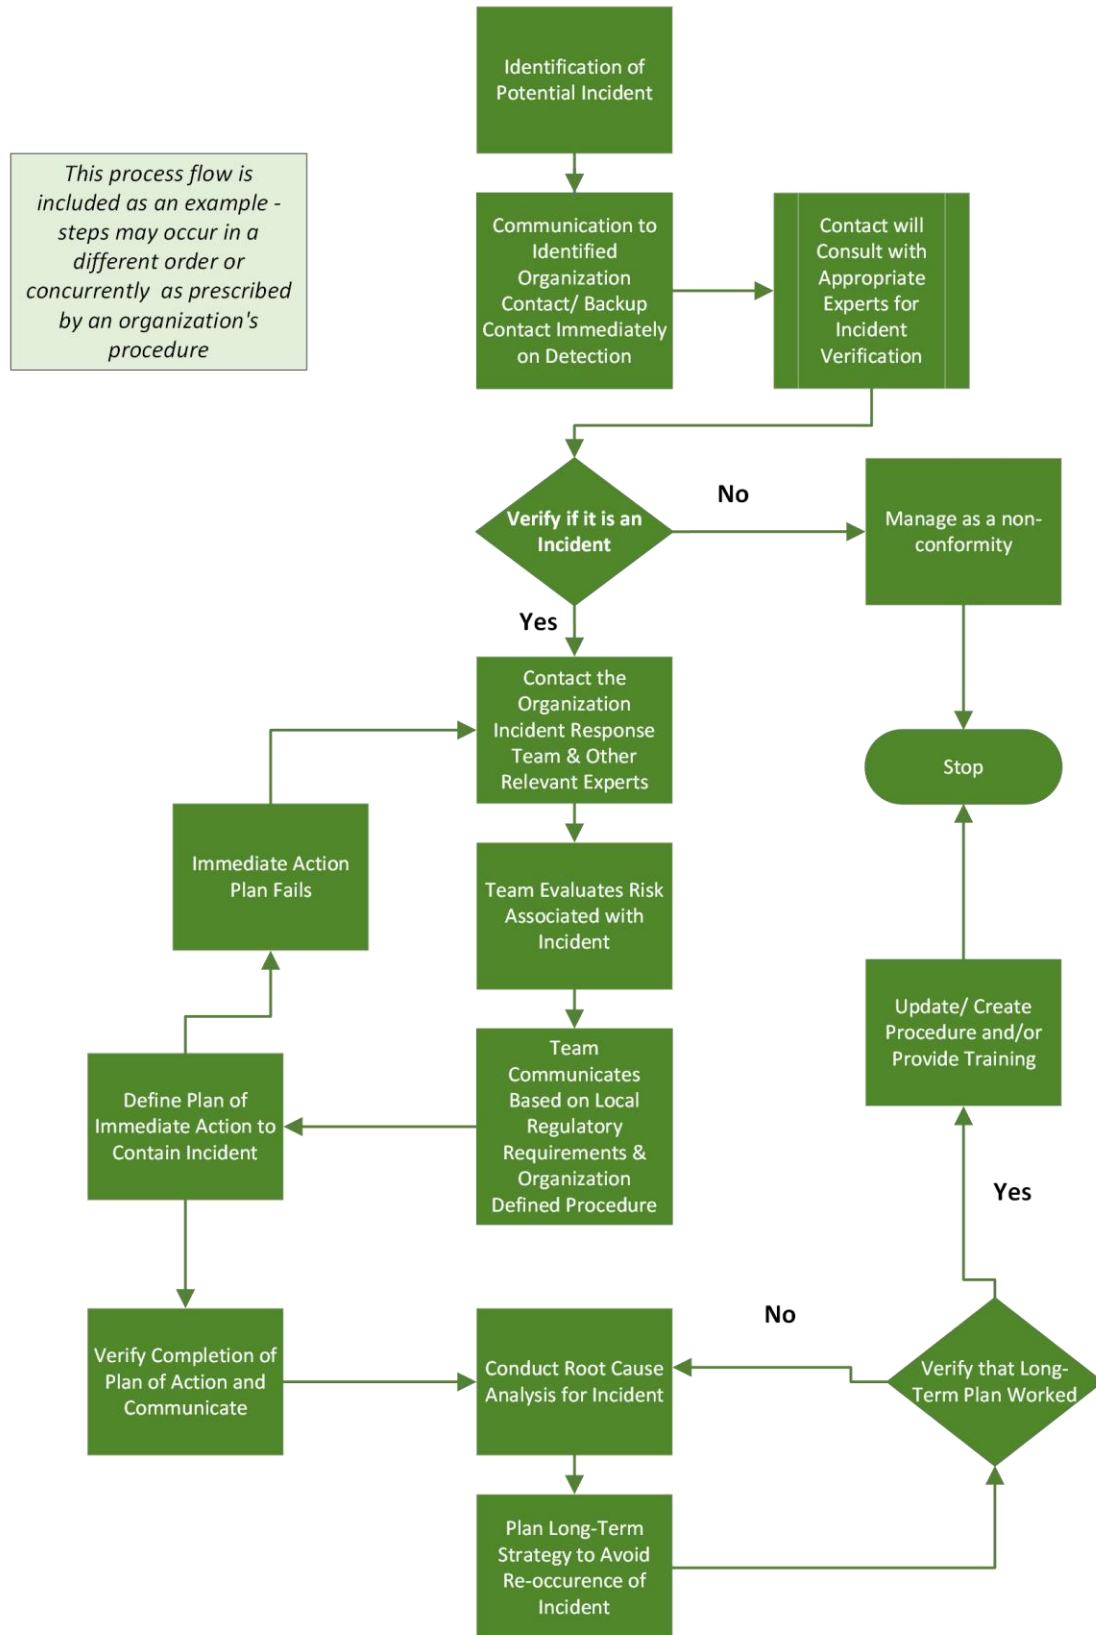 Identification of
Potential Incident
This process flow is
included as an example -
steps may occur in a
different order or
concurrently as prescribed
by an organization's
procedure
Communication to
Identified
Organization
Contact/ Backup
Contact Immediately
on Detection
Contact will
Consult with
Appropriate
Experts for
Incident
Verification
Verify if it is an
Incident
No
Manage as a non-
conformity
Yes
Contact the
Organization
Incident Response
Team & Other
Relevant Experts
Stop
Immediate Action
Plan Fails
Team Evaluates Risk
Associated with
Incident
Update/ Create
Procedure and/or
Provide Training
Team
Communicates
Based on Local
Regulatory
Requirements &
Organization
Defined Procedure
Define Plan of
Immediate Action to
Contain Incident
Yes
No
Verify Completion of
Plan of Action and
Communicate
Conduct Root Cause
Analysis for Incident
Verify that Long-
Term Plan Worked
Plan Long-Term
Strategy to Avoid
Re-occurence of
Incident